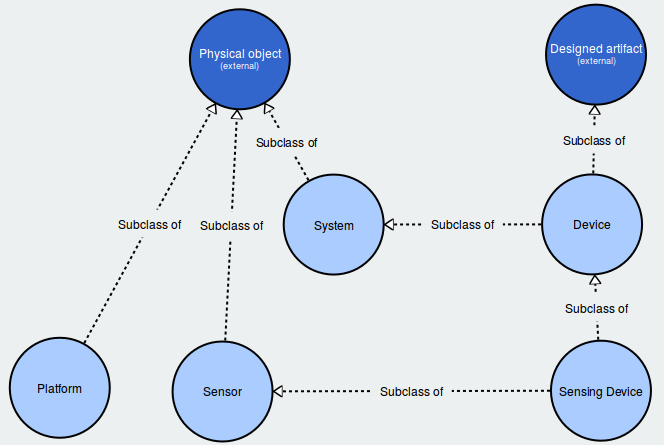 Physical object
(external)
Designed artifact
(external)
Subclass of
Subclass of
Subclass of
Subclass of
System
Subclass of
Device
Subclass of
Platform
Sensor
Subclass of
Sensing Device